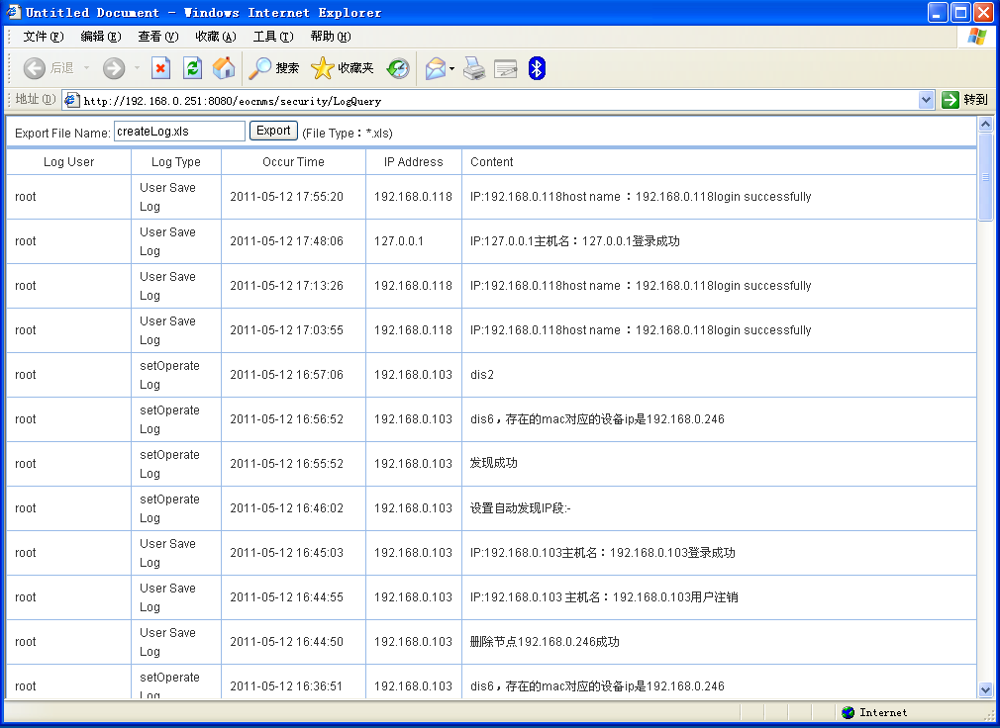 Untitled Document - Windows Internet Explorer
文件(F) 编辑(E) 查看(V) 收藏(A) 工具(T) 帮助(H)
后退 搜索 收藏夹
地址(D) http://192.168.0.251:8080/eocnms/security/LogQuery 转到
Export File Name: createLog.xls Export (File Type：*.xls)
Log User Log Type Occur Time IP Address Content
root User Save Log 2011-05-12 17:55:20 192.168.0.118 IP:192.168.0.118host name ：192.168.0.118login successfully
root User Save Log 2011-05-12 17:48:06 127.0.0.1 IP:127.0.0.1主机名：127.0.0.1登录成功
root User Save Log 2011-05-12 17:13:26 192.168.0.118 IP:192.168.0.118host name ：192.168.0.118login successfully
root User Save Log 2011-05-12 17:03:55 192.168.0.118 IP:192.168.0.118host name ：192.168.0.118login successfully
root setOperate Log 2011-05-12 16:57:06 192.168.0.103 dis2
root setOperate Log 2011-05-12 16:56:52 192.168.0.103 dis6，存在的mac对应的设备ip是192.168.0.246
root setOperate Log 2011-05-12 16:55:52 192.168.0.103 发现成功
root setOperate Log 2011-05-12 16:46:02 192.168.0.103 设置自动发现IP段:-
root User Save Log 2011-05-12 16:45:03 192.168.0.103 IP:192.168.0.103主机名：192.168.0.103登录成功
root User Save Log 2011-05-12 16:44:55 192.168.0.103 IP:192.168.0.103 主机名：192.168.0.103用户注销
root User Save Log 2011-05-12 16:44:50 192.168.0.103 删除节点192.168.0.246成功
root setOperate Log 2011-05-12 16:36:51 192.168.0.103 dis6，存在的mac对应的设备ip是192.168.0.246
Internet